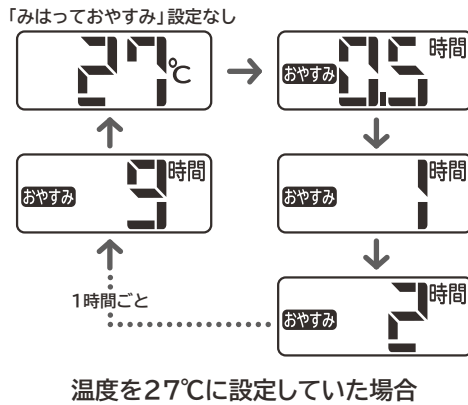 「みはっておやすみ」設定なし
27℃
おやすみ 0.5 時間
おやすみ 9 時間
おやすみ 1 時間
1時間ごと
おやすみ 2 時間
温度を27℃に設定していた場合